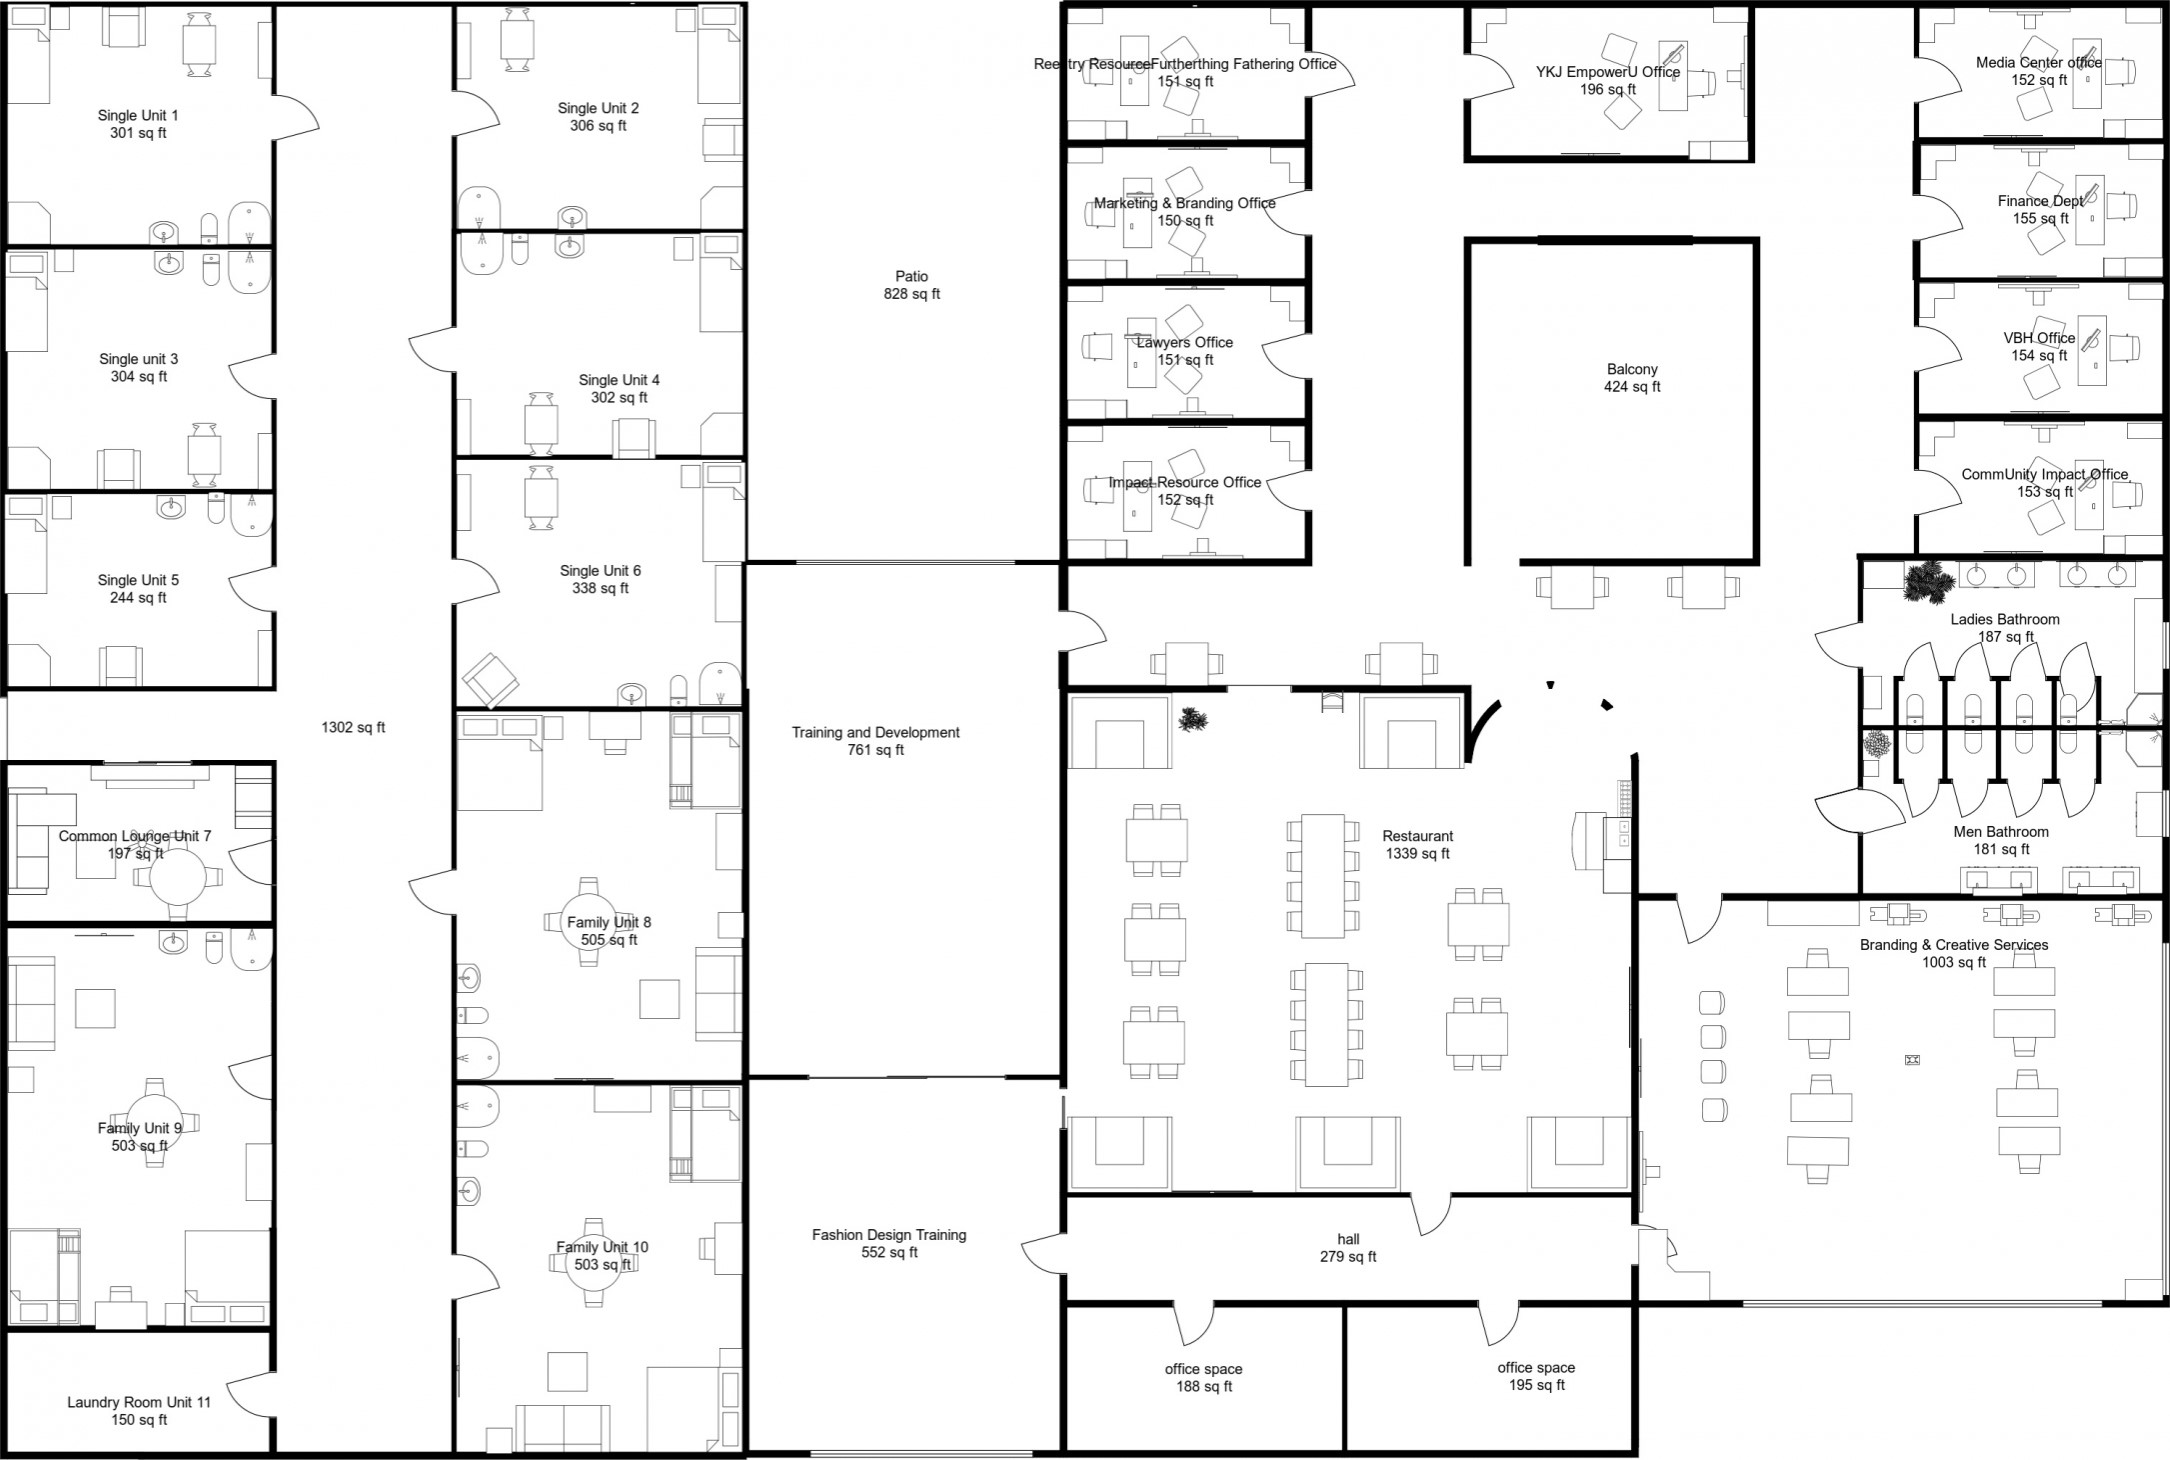 Single Unit 1
301 sq ft
Single Unit 2
306 sq ft
Single unit 3
304 sq ft
Single Unit 4
302 sq ft
Single Unit 5
244 sq ft
Single Unit 6
338 sq ft
1302 sq ft
Common Lounge Unit 7
197 sq ft
Family Unit 8
505 sq ft
Family Unit 9
503 sq ft
Family Unit 10
503 sq ft
Laundry Room Unit 11
150 sq ft
Patio
828 sq ft
Training and Development
761 sq ft
Fashion Design Training
552 sq ft
Reentry ResourceFurtherthing Fathering Office
151 sq ft
Marketing & Branding Office
150 sq ft
Lawyers Office
151 sq ft
Impact Resource Office
152 sq ft
YKJ EmpowerU Office
196 sq ft
Balcony
424 sq ft
Media Center office
152 sq ft
Finance Dept
155 sq ft
VBH Office
154 sq ft
CommUnity Impact Office
153 sq ft
Ladies Bathroom
187 sq ft
Men Bathroom
181 sq ft
Restaurant
1339 sq ft
Branding & Creative Services
1003 sq ft
hall
279 sq ft
office space
188 sq ft
office space
195 sq ft